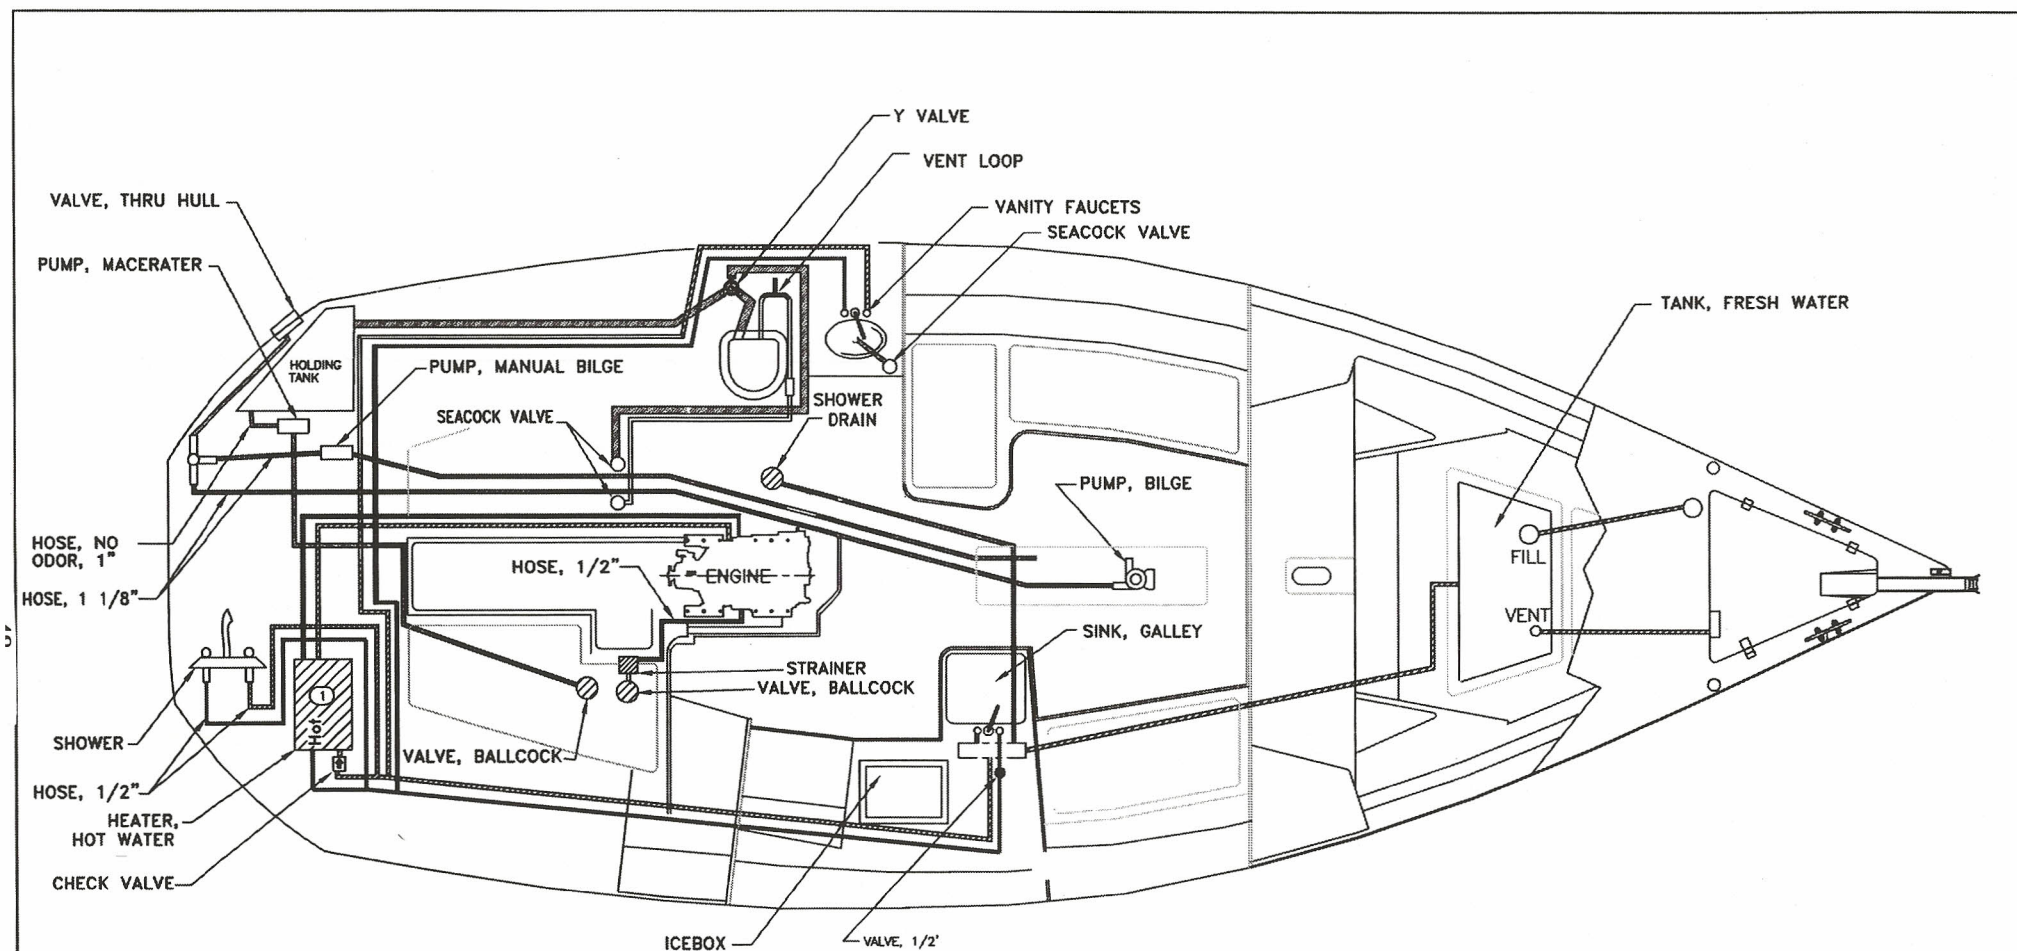 Y VALVE
VENT LOOP
VALVE, THRU HULL
VANITY FAUCETS
SEACOCK VALVE
PUMP, MACERATER
TANK, FRESH WATER
HOLDING
TANK
PUMP, MANUAL BILGE
SEACOCK VALVE
SHOWER
DRAIN
PUMP, BILGE
HOSE, NO
ODOR, 1"
HOSE, 1/2"
ENGINE
FILL
HOSE, 1 1/8"
VENT
SINK, GALLEY
STRAINER
VALVE, BALLCOCK
1
Hot
SHOWER
VALVE, BALLCOCK
HOSE, 1/2"
HEATER,
HOT WATER
CHECK VALVE
ICEBOX
VALVE, 1/2'